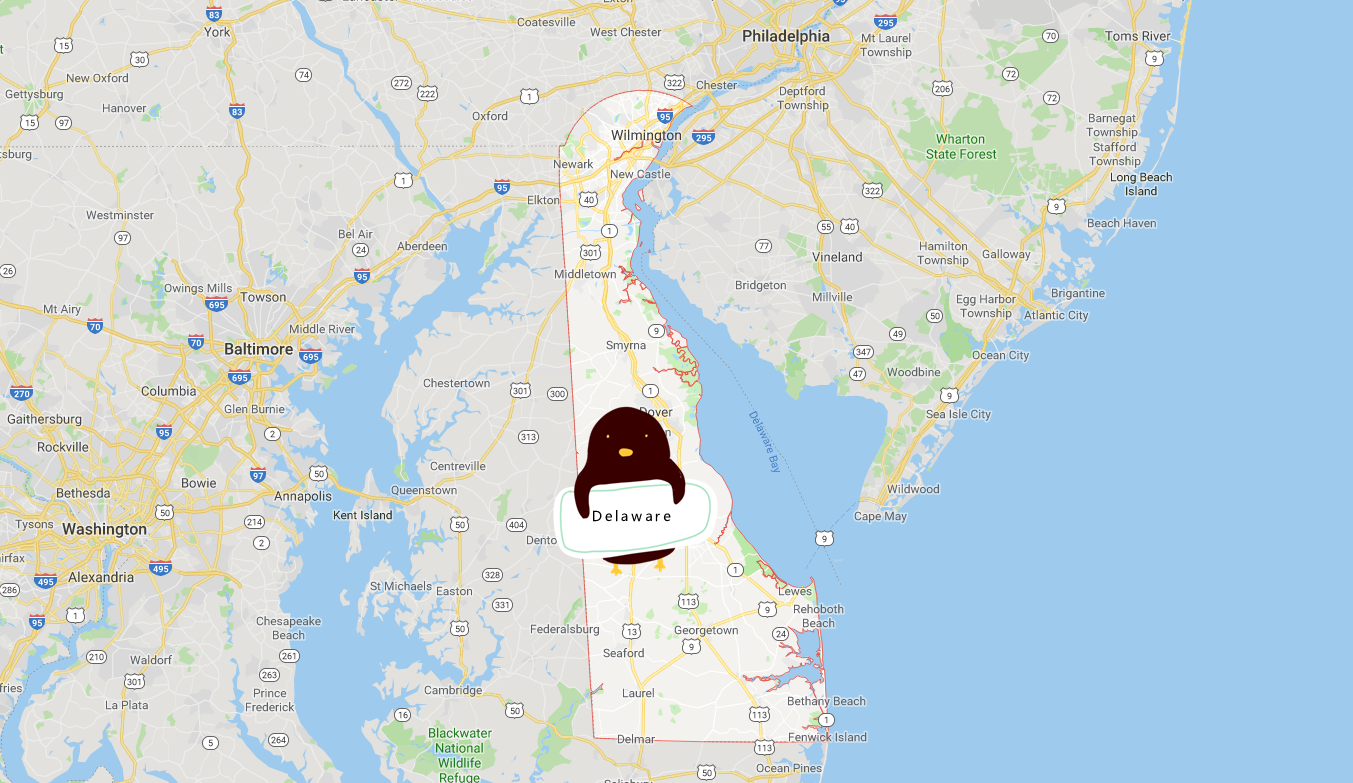 83
York
Lancaster
Coatesville
Exton
West Chester
Philadelphia
295
Mt Laurel
Township
70
Toms River
15
30
New Oxford
74
272
222
1
322
Chester
Deptford
Township
206
72
9
Gettysburg
Hanover
83
15
97
Oxford
95
Wilmington
295
72
Barnegat
Township
Stafford
Township
Wharton
State Forest
sburg
Newark
New Castle
Long Beach
Island
1
95
Elkton
40
322
9
Westminster
97
Bel Air
24
Aberdeen
1
301
77
55
40
Vineland
Hamilton
Township
Galloway
Beach Haven
26
95
Middletown
Owings Mills
695
Towson
Bridgeton
Millville
Egg Harbor
Township
Brigantine
Atlantic City
Mt Airy
70
70
Middle River
Baltimore
695
695
9
Smyrna
50
49
347
47
Ocean City
Woodbine
270
Columbia
Chestertown
301
300
1
9
Gaithersburg
Glen Burnie
Dover
Sea Isle City
Rockville
95
2
313
Delaware Bay
97
50
Bowie
Centreville
Bethesda
Annapolis
Queenstown
Wildwood
Tsyons
Washington
50
214
2
Kent Island
50
404
Delaware
Cape May
9
Dento
fairfax
495
Alexandria
495
286
328
1
Lewes
St Michaels
Easton
331
113
9
Rehoboth
Beach
95
1
Chesapeake
Beach
50
Federalsburg
13
Georgetown
9
24
210
Waldorf
261
Seaford
301
263
fries
Prince
Frederick
La Plata
Cambridge
Laurel
Bethany Beach
16
50
113
1
5
264
Blackwater
National
Wildlife
Refuge
Delmar
113
Fenwick Island
50
Ocean Pines
Salisbury